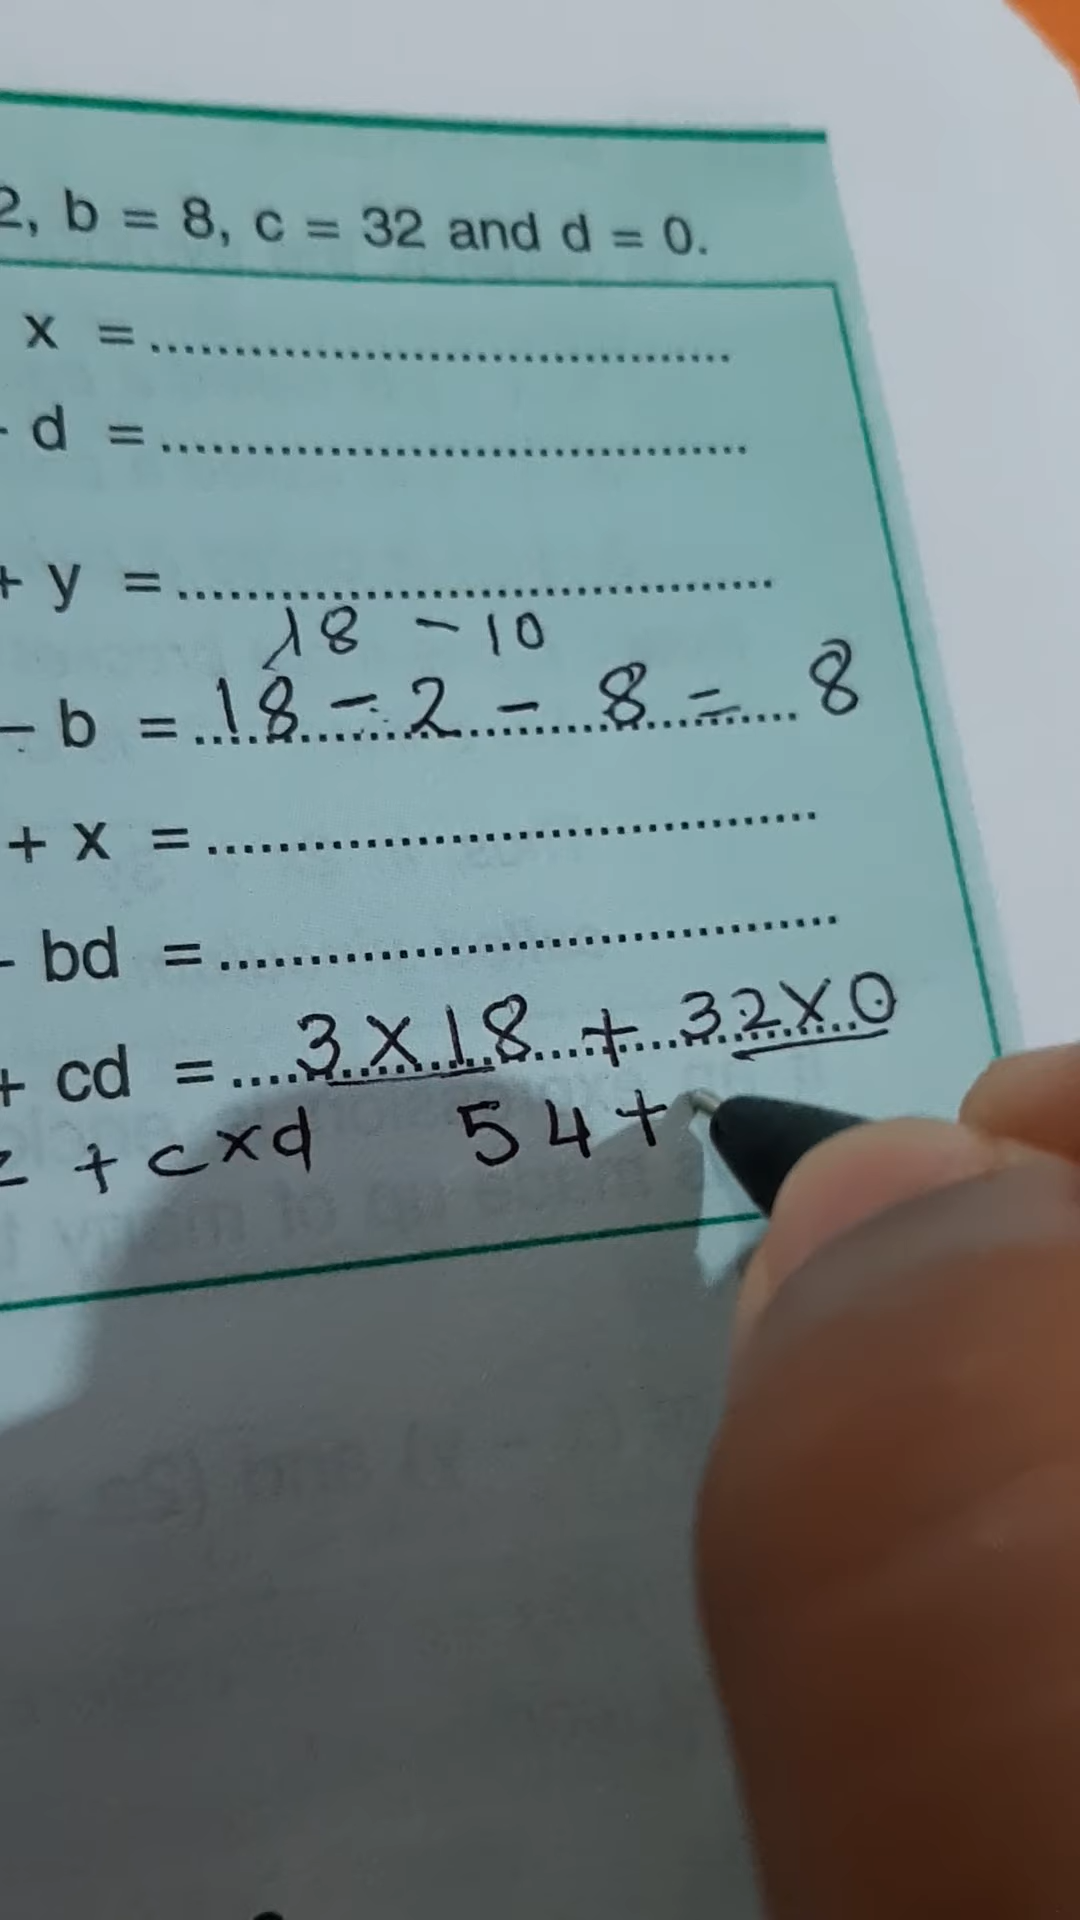 2, b = 8, c = 32 and d = 0.
x = ..................................
- d = ..................................
+ y = ..................................
18 - 10
- b = 18 - 2 - 8 = 8
+ x = ..................................
- bd = ..................................
+ cd = 3 X 18 + 32 X 0
z + c x d 54 +